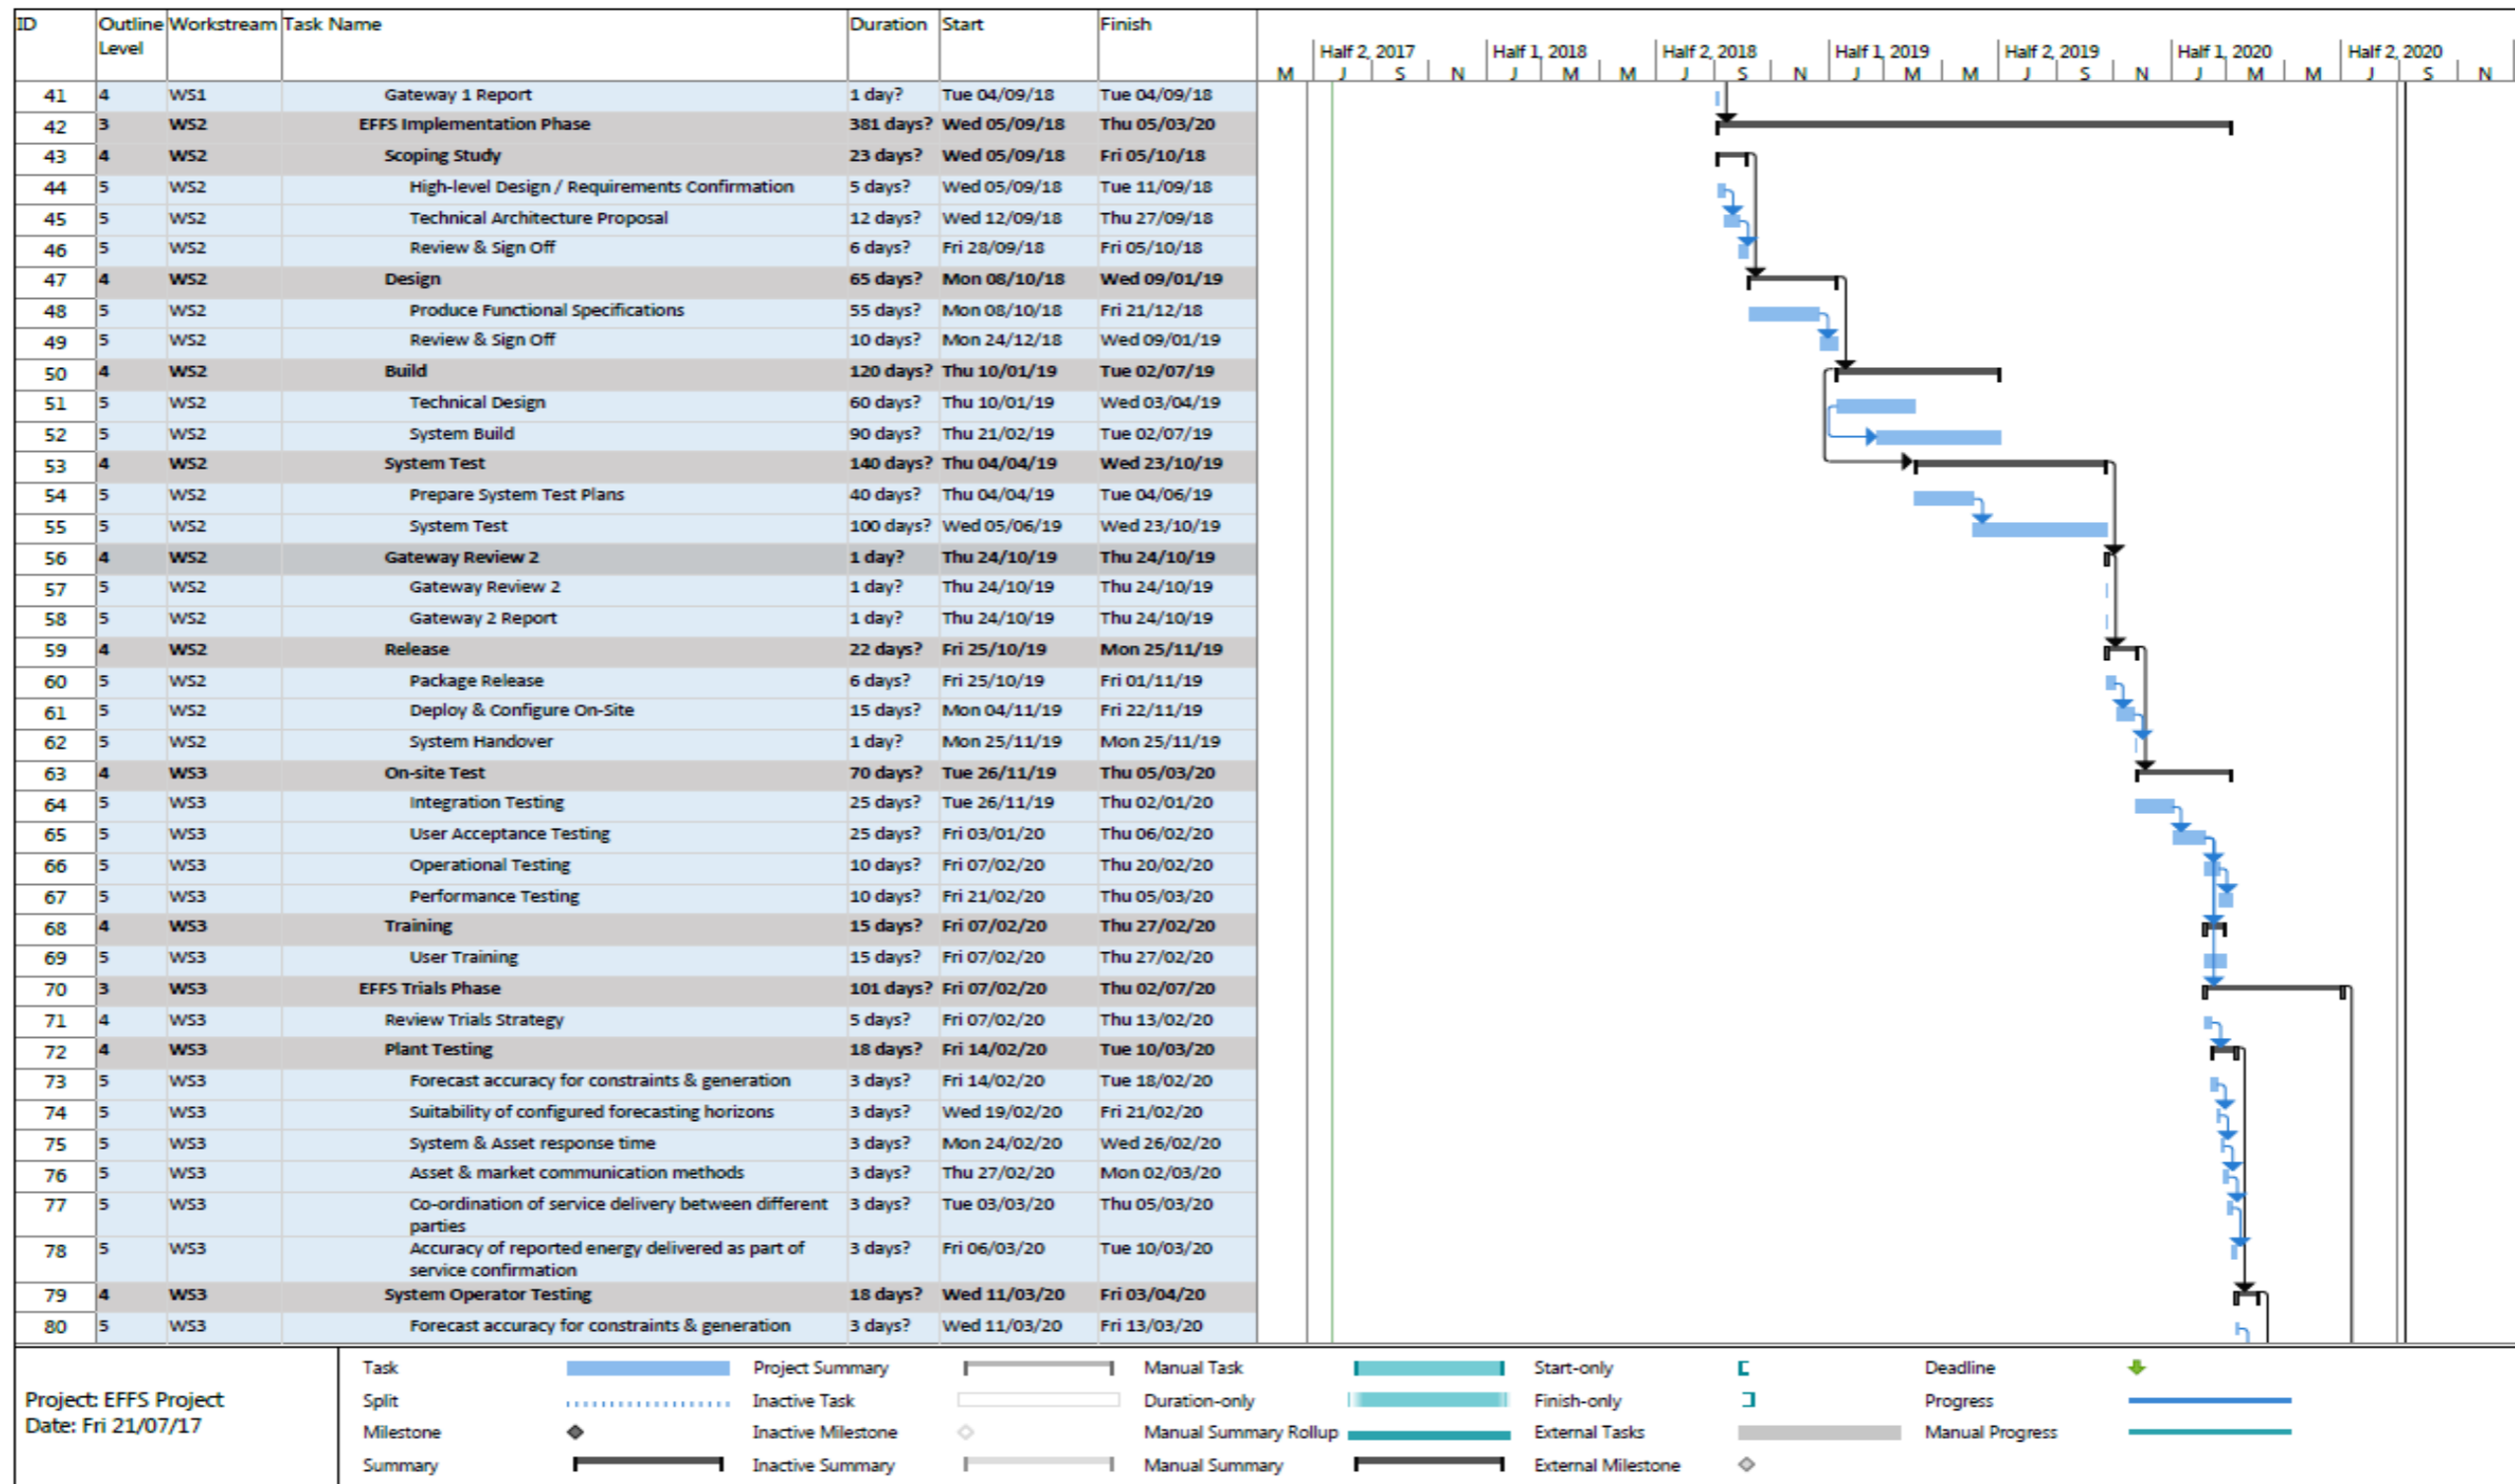 ID Outline Level Workstream Task Name Duration Start Finish
Half 2, 2017 Half 1, 2018 Half 2, 2018 Half 1, 2019 Half 2, 2019 Half 1, 2020 Half 2, 2020
M J S N J M M J S N J M M J S N J M M J S N
41 4 WS1 Gateway 1 Report 1 day? Tue 04/09/18 Tue 04/09/18
42 3 WS2 EFFS Implementation Phase 381 days? Wed 05/09/18 Thu 05/03/20
43 4 WS2 Scoping Study 23 days? Wed 05/09/18 Fri 05/10/18
44 5 WS2 High-level Design / Requirements Confirmation 5 days? Wed 05/09/18 Tue 11/09/18
45 5 WS2 Technical Architecture Proposal 12 days? Wed 12/09/18 Thu 27/09/18
46 5 WS2 Review & Sign Off 6 days? Fri 28/09/18 Fri 05/10/18
47 4 WS2 Design 65 days? Mon 08/10/18 Wed 09/01/19
48 5 WS2 Produce Functional Specifications 55 days? Mon 08/10/18 Fri 21/12/18
49 5 WS2 Review & Sign Off 10 days? Mon 24/12/18 Wed 09/01/19
50 4 WS2 Build 120 days? Thu 10/01/19 Tue 02/07/19
51 5 WS2 Technical Design 60 days? Thu 10/01/19 Wed 03/04/19
52 5 WS2 System Build 90 days? Thu 21/02/19 Tue 02/07/19
53 4 WS2 System Test 140 days? Thu 04/04/19 Wed 23/10/19
54 5 WS2 Prepare System Test Plans 40 days? Thu 04/04/19 Tue 04/06/19
55 5 WS2 System Test 100 days? Wed 05/06/19 Wed 23/10/19
56 4 WS2 Gateway Review 2 1 day? Thu 24/10/19 Thu 24/10/19
57 5 WS2 Gateway Review 2 1 day? Thu 24/10/19 Thu 24/10/19
58 5 WS2 Gateway 2 Report 1 day? Thu 24/10/19 Thu 24/10/19
59 4 WS2 Release 22 days? Fri 25/10/19 Mon 25/11/19
60 5 WS2 Package Release 6 days? Fri 25/10/19 Fri 01/11/19
61 5 WS2 Deploy & Configure On-Site 15 days? Mon 04/11/19 Fri 22/11/19
62 5 WS2 System Handover 1 day? Mon 25/11/19 Mon 25/11/19
63 4 WS3 On-site Test 70 days? Tue 26/11/19 Thu 05/03/20
64 5 WS3 Integration Testing 25 days? Tue 26/11/19 Thu 02/01/20
65 5 WS3 User Acceptance Testing 25 days? Fri 03/01/20 Thu 06/02/20
66 5 WS3 Operational Testing 10 days? Fri 07/02/20 Thu 20/02/20
67 5 WS3 Performance Testing 10 days? Fri 21/02/20 Thu 05/03/20
68 4 WS3 Training 15 days? Fri 07/02/20 Thu 27/02/20
69 5 WS3 User Training 15 days? Fri 07/02/20 Thu 27/02/20
70 3 WS3 EFFS Trials Phase 101 days? Fri 07/02/20 Thu 02/07/20
71 4 WS3 Review Trials Strategy 5 days? Fri 07/02/20 Thu 13/02/20
72 4 WS3 Plant Testing 18 days? Fri 14/02/20 Tue 10/03/20
73 5 WS3 Forecast accuracy for constraints & generation 3 days? Fri 14/02/20 Tue 18/02/20
74 5 WS3 Suitability of configured forecasting horizons 3 days? Wed 19/02/20 Fri 21/02/20
75 5 WS3 System & Asset response time 3 days? Mon 24/02/20 Wed 26/02/20
76 5 WS3 Asset & market communication methods 3 days? Thu 27/02/20 Mon 02/03/20
77 5 WS3 Co-ordination of service delivery between different 3 days? Tue 03/03/20 Thu 05/03/20
parties
78 5 WS3 Accuracy of reported energy delivered as part of 3 days? Fri 06/03/20 Tue 10/03/20
service confirmation
79 4 WS3 System Operator Testing 18 days? Wed 11/03/20 Fri 03/04/20
80 5 WS3 Forecast accuracy for constraints & generation 3 days? Wed 11/03/20 Fri 13/03/20
Project: EFFS Project
Date: Fri 21/07/17
Task Project Summary Manual Task Start-only Deadline
Split Inactive Task Duration-only Finish-only Progress
Milestone Inactive Milestone Manual Summary Rollup External Tasks Manual Progress
Summary Inactive Summary Manual Summary External Milestone